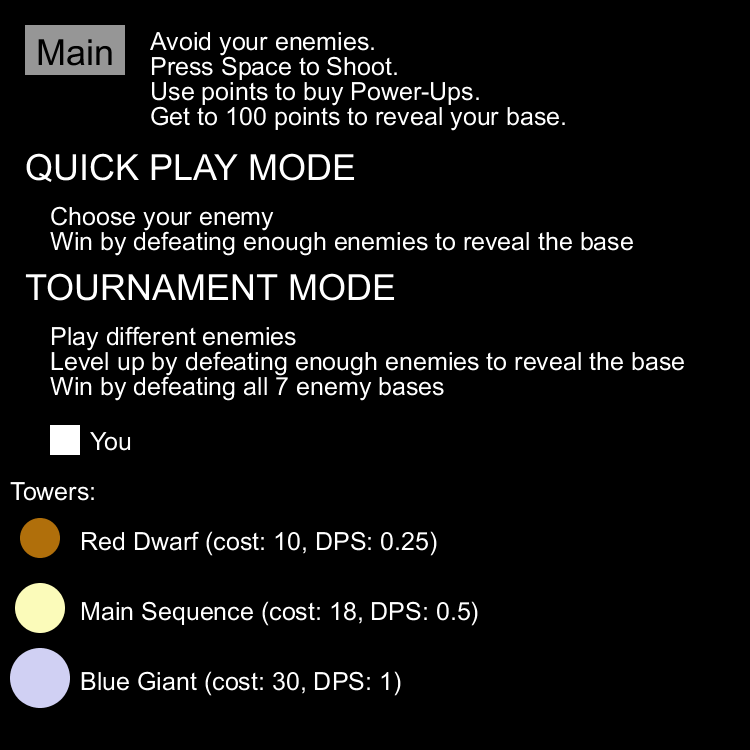 Main
Avoid your enemies.
Press Space to Shoot.
Use points to buy Power-Ups.
Get to 100 points to reveal your base.
QUICK PLAY MODE
Choose your enemy
Win by defeating enough enemies to reveal the base
TOURNAMENT MODE
Play different enemies
Level up by defeating enough enemies to reveal the base
Win by defeating all 7 enemy bases
You
Towers:
Red Dwarf (cost: 10, DPS: 0.25)
Main Sequence (cost: 18, DPS: 0.5)
Blue Giant (cost: 30, DPS: 1)